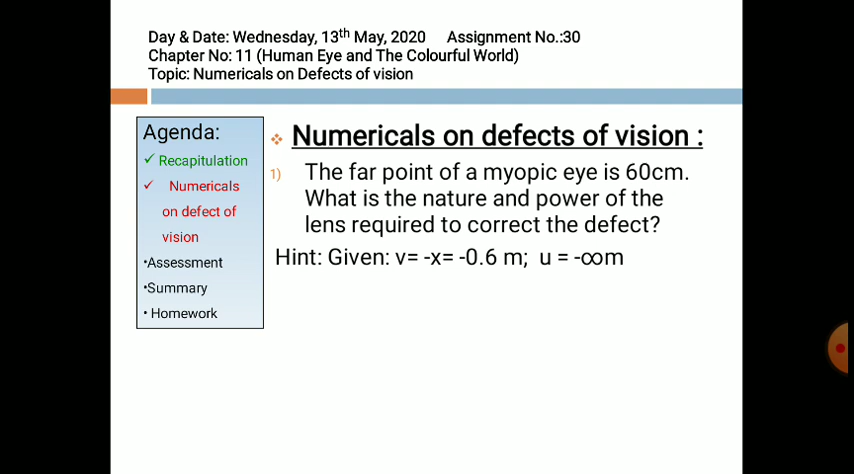 Day & Date: Wednesday, 13th May, 2020 Assignment No.:30
Chapter No: 11 (Human Eye and The Colourful World)
Topic: Numericals on Defects of vision
Agenda:
✓ Recapitulation
✓ Numericals
on defect of
vision
•Assessment
•Summary
• Homework
❖ Numericals on defects of vision :
1) The far point of a myopic eye is 60cm.
What is the nature and power of the
lens required to correct the defect?
Hint: Given: v= -x= -0.6 m; u = -∞m